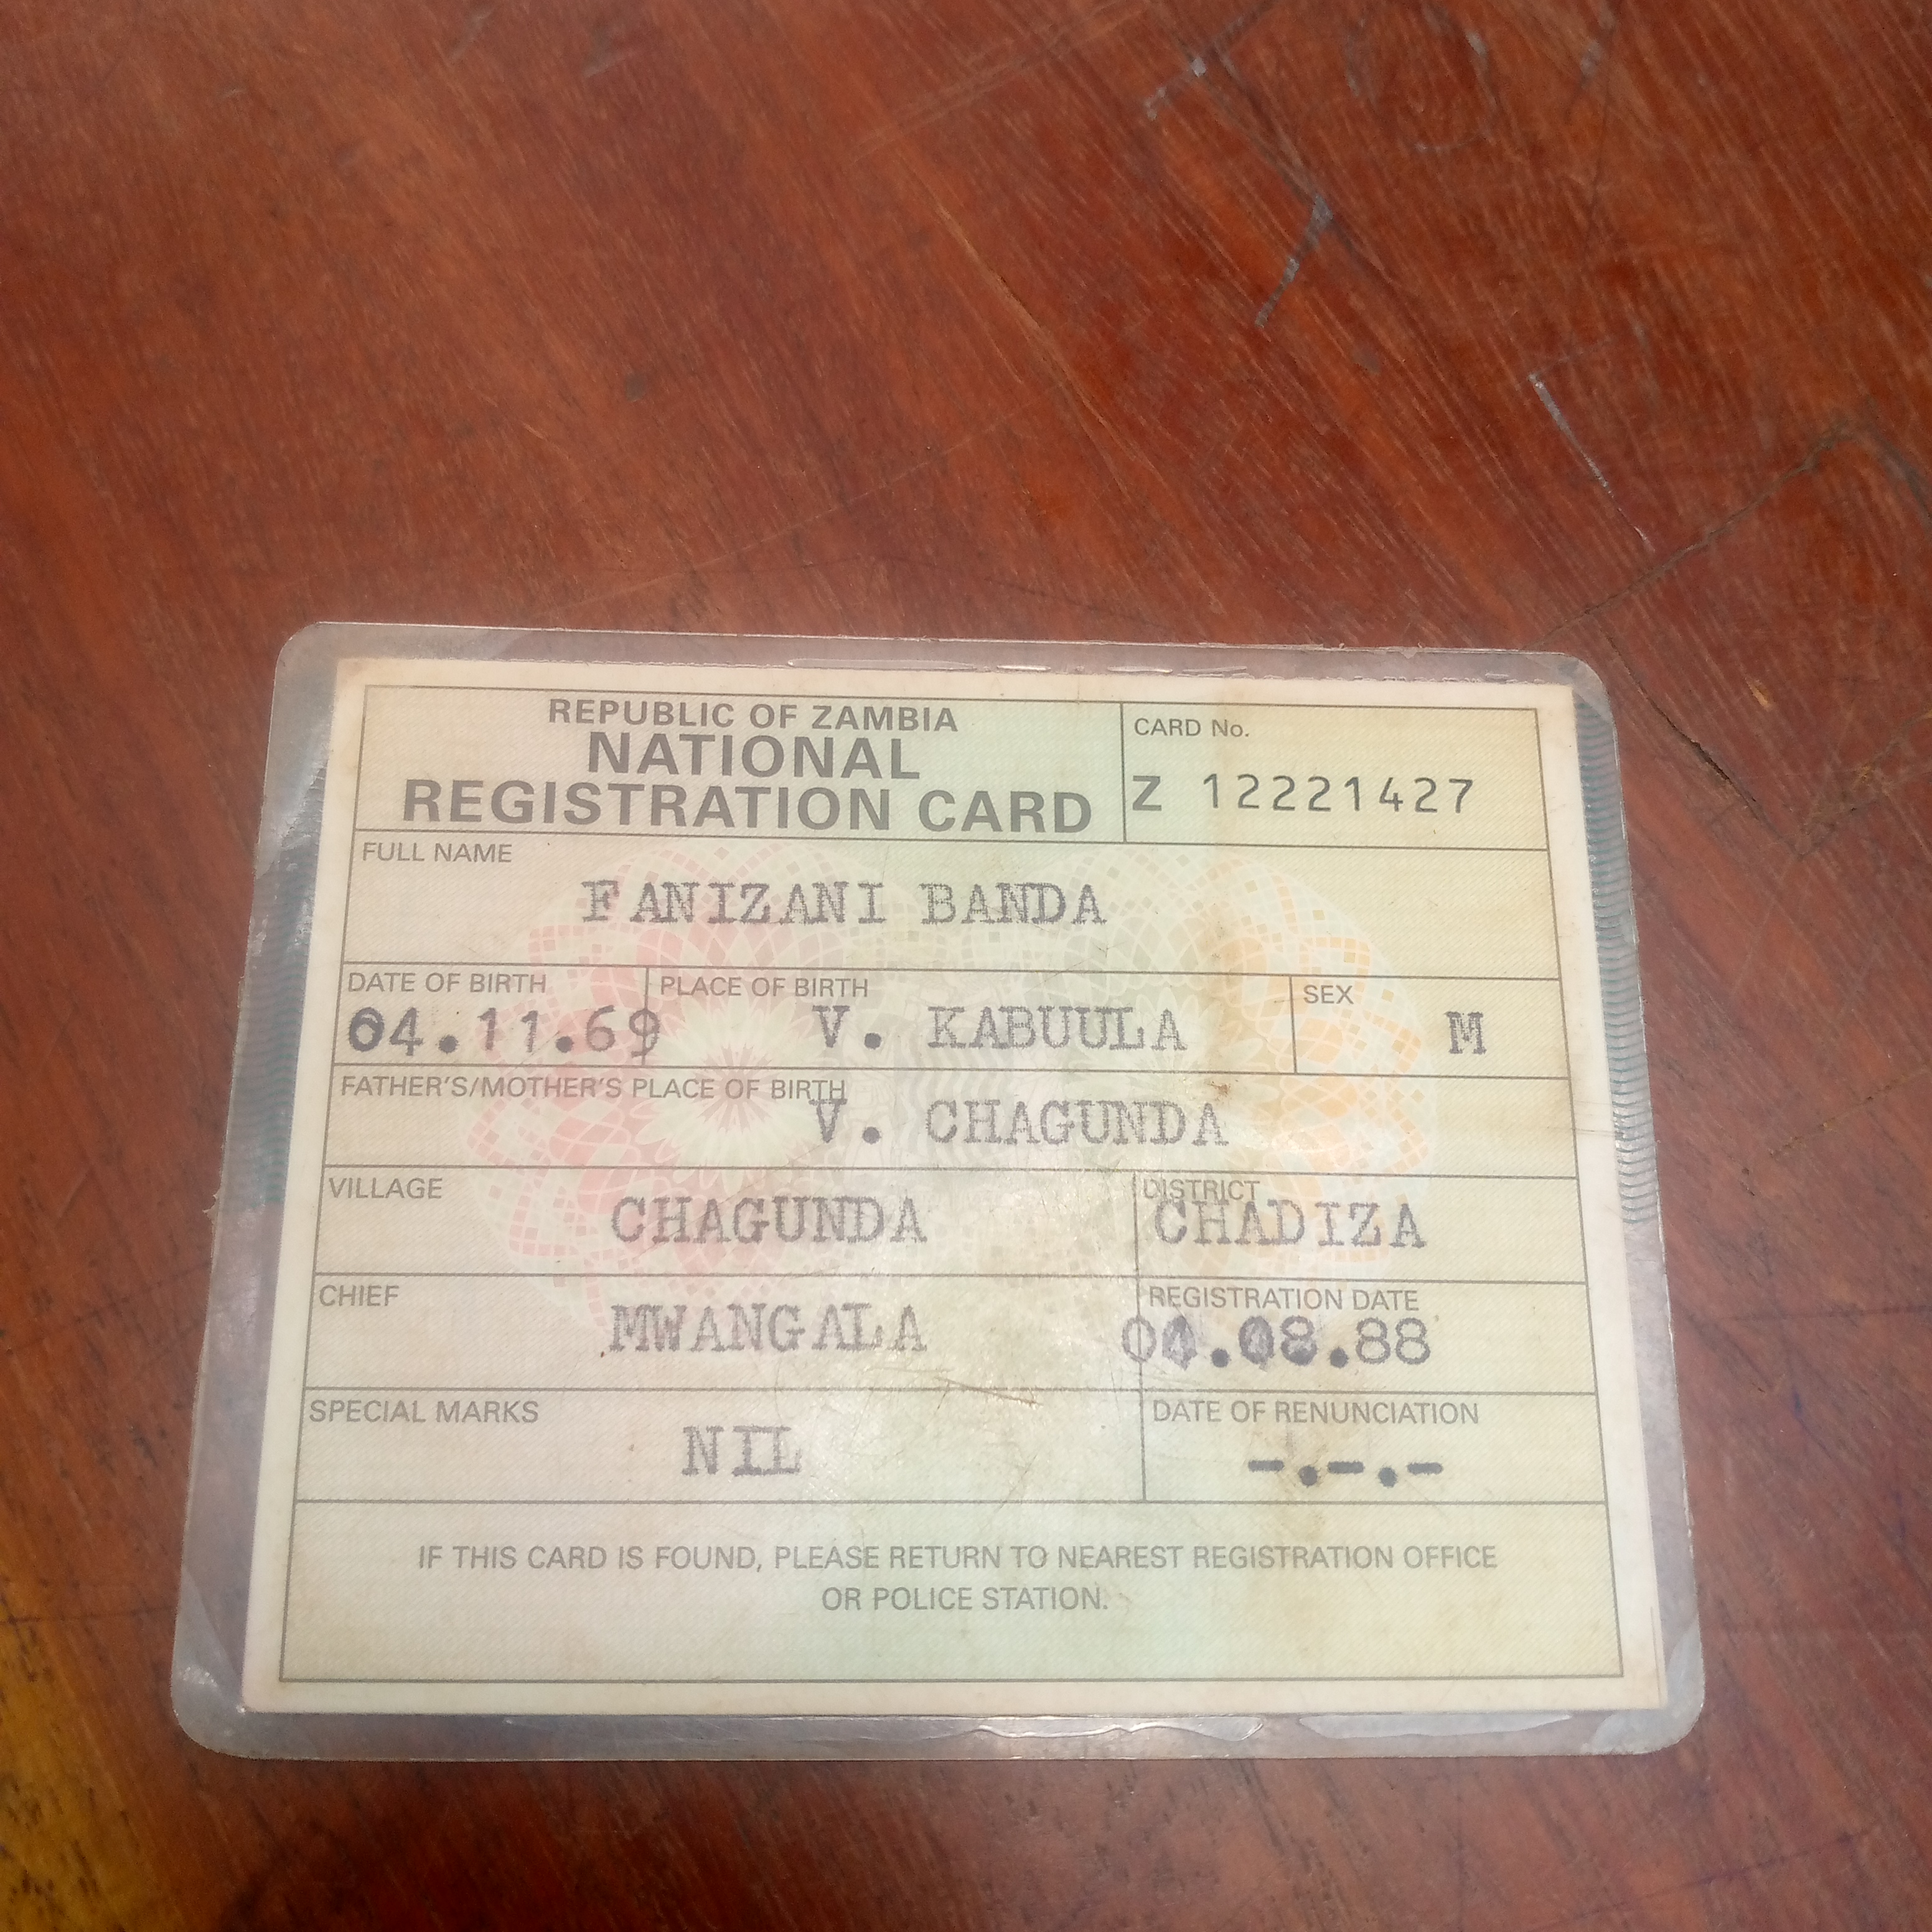 REPUBLIC OF ZAMBIA
NATIONAL
REGISTRATION CARD
CARD No.
Z 12221427
FULL NAME
FANIZANI BANDA
DATE OF BIRTH
04.11.69
PLACE OF BIRTH
V. KABUULA
SEX
M
FATHER'S/MOTHER'S PLACE OF BIRTH
V. CHAGUNDA
VILLAGE
CHAGUNDA
DISTRICT
CHADIZA
CHIEF
MWANGALA
REGISTRATION DATE
04.08.88
SPECIAL MARKS
NIL
DATE OF RENUNCIATION
-.-.-
IF THIS CARD IS FOUND, PLEASE RETURN TO NEAREST REGISTRATION OFFICE
OR POLICE STATION.